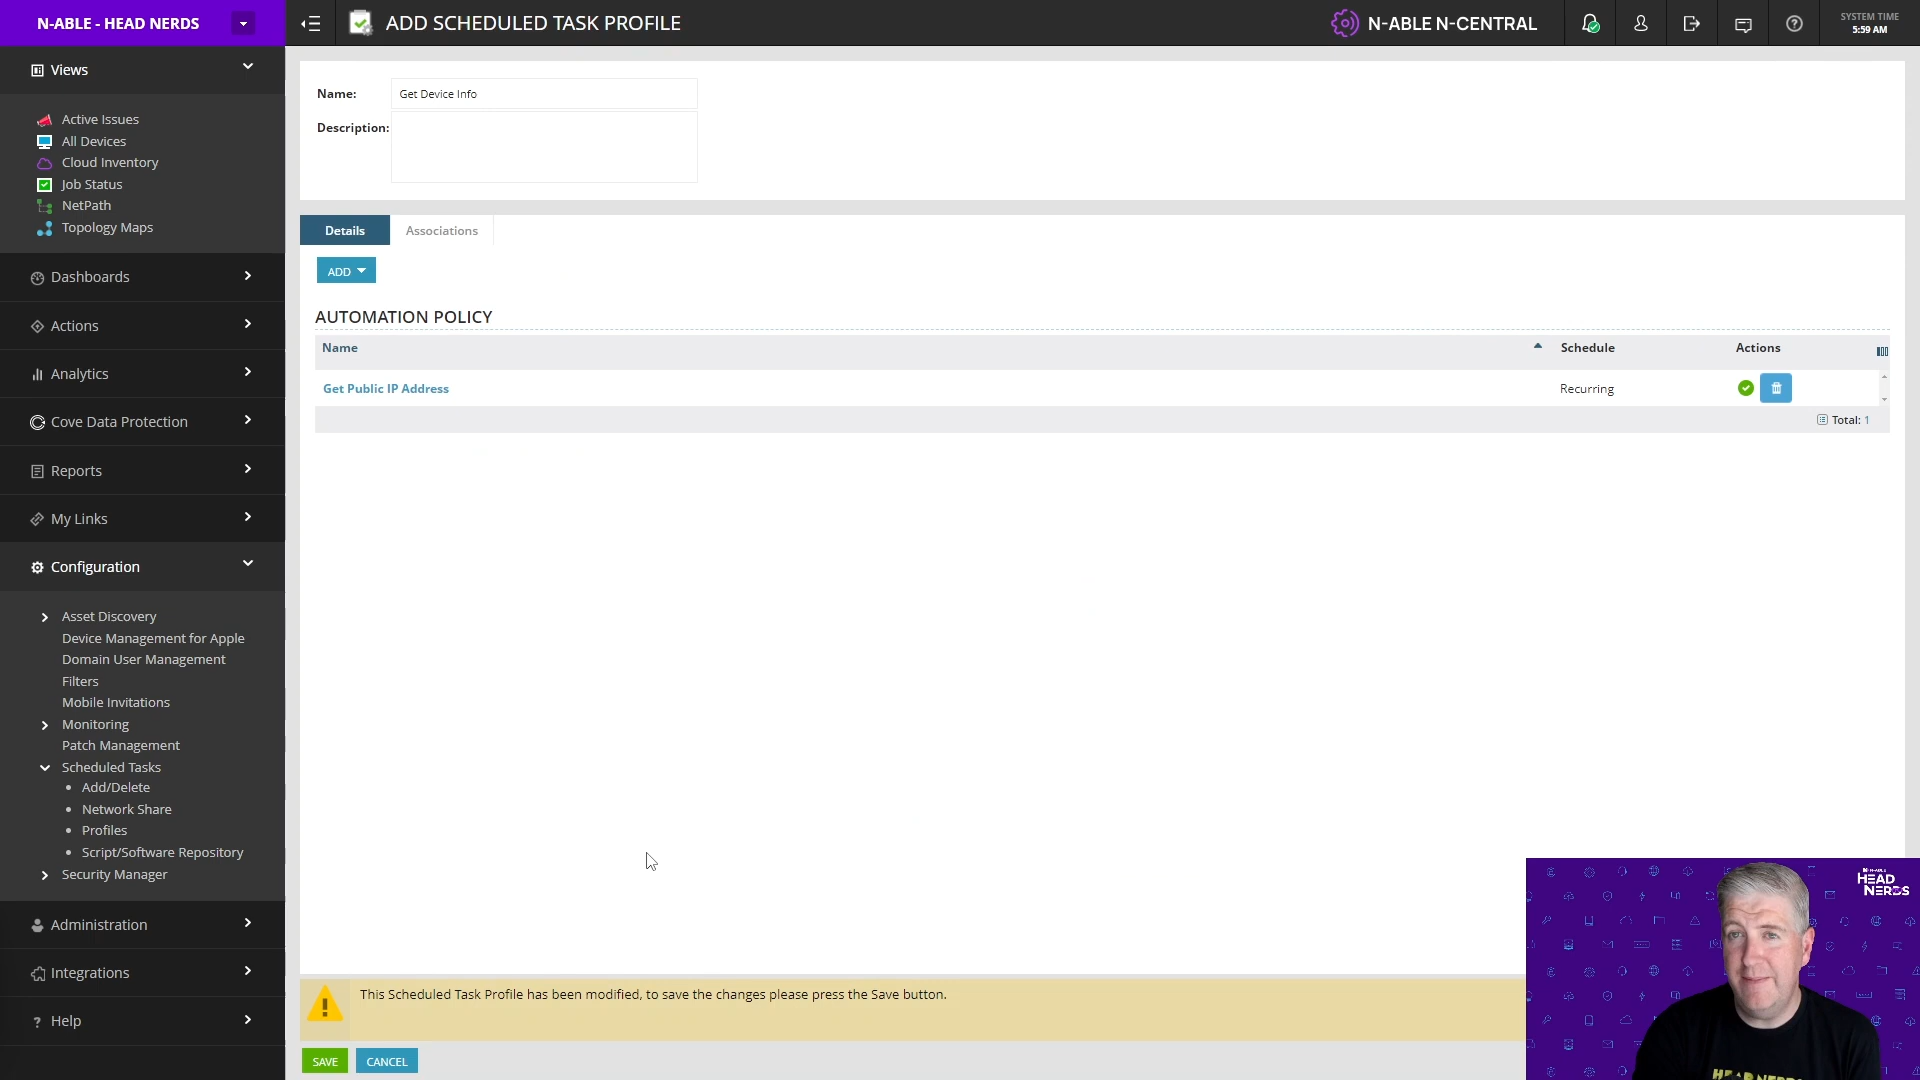 N-ABLE - HEAD NERDS
ADD SCHEDULED TASK PROFILE
N-ABLE N-CENTRAL
SYSTEM TIME
5:59 AM
Views
Active Issues
All Devices
Cloud Inventory
Job Status
NetPath
Topology Maps
Dashboards
Actions
Analytics
Cove Data Protection
Reports
My Links
Configuration
Asset Discovery
Device Management for Apple
Domain User Management
Filters
Mobile Invitations
Monitoring
Patch Management
Scheduled Tasks
Add/Delete
Network Share
Profiles
Script/Software Repository
Security Manager
Administration
Integrations
Help
Name: Get Device Info
Description:
Details Associations
ADD
AUTOMATION POLICY
Name Schedule Actions
Get Public IP Address Recurring
Total: 1
This Scheduled Task Profile has been modified, to save the changes please press the Save button.
SAVE CANCEL
N-ABLE
HEAD
NERDS